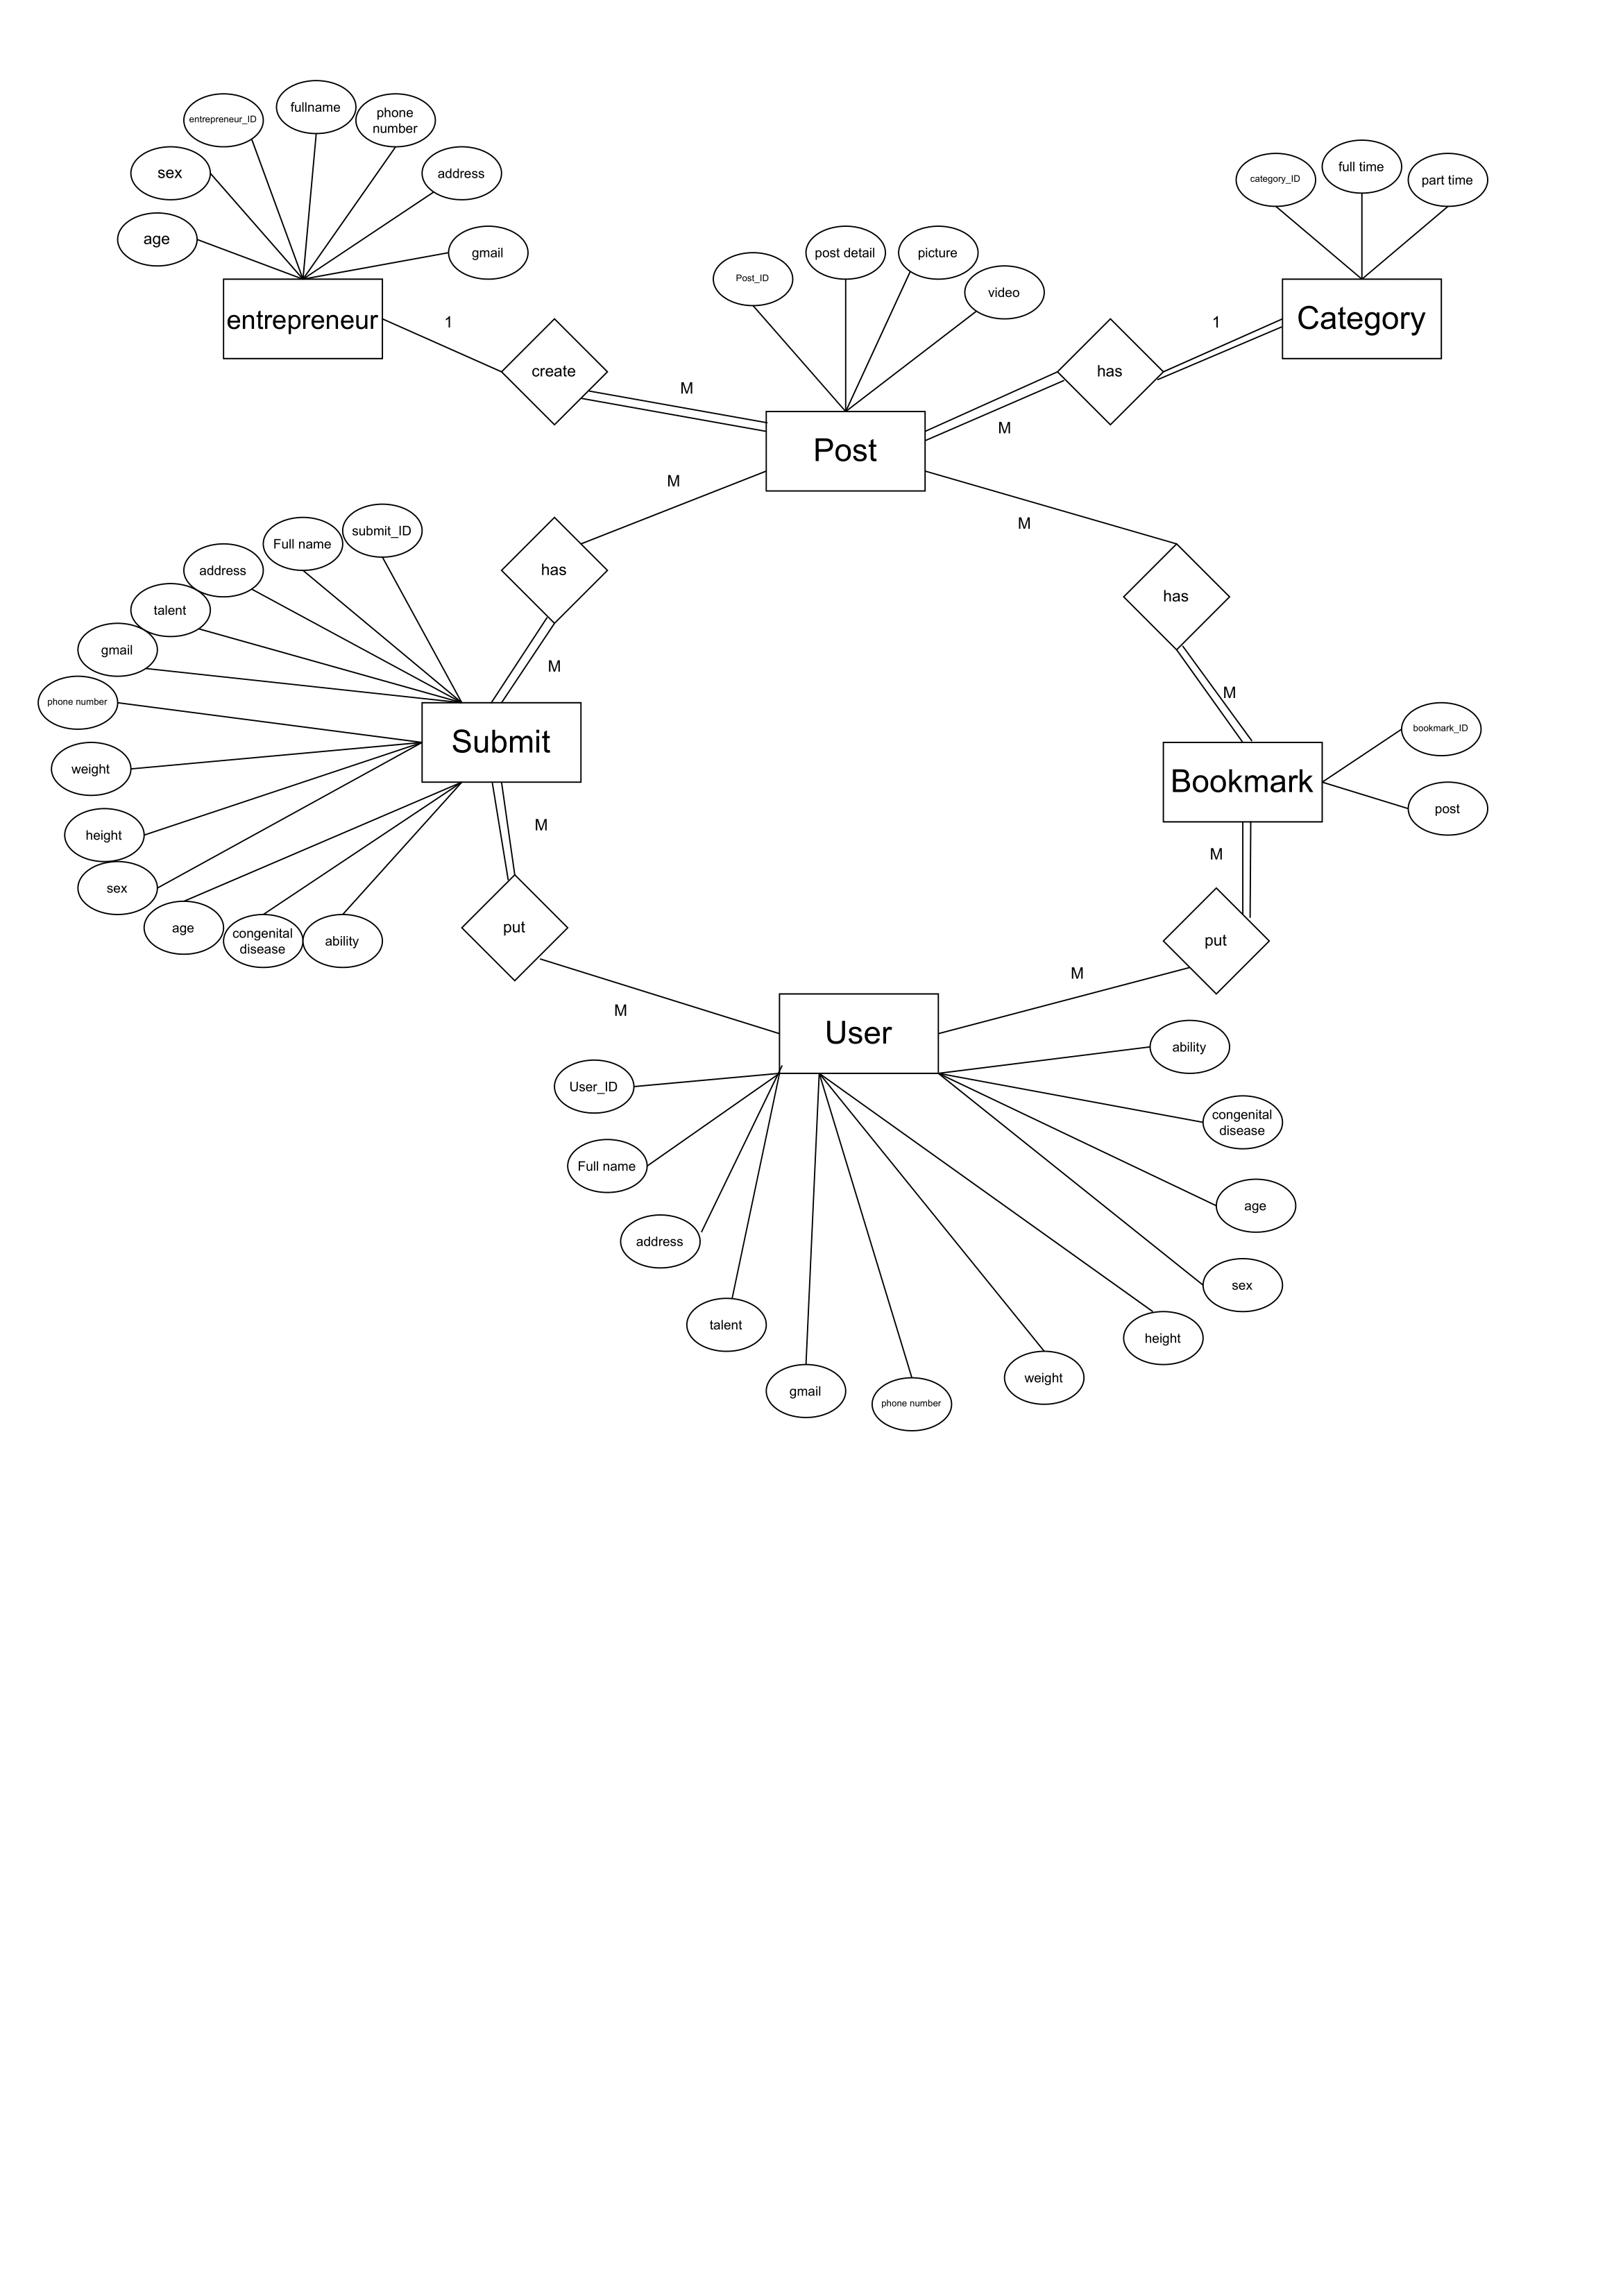 fullname
entrepreneur_ID
phone
number
sex
address
age
gmail
entrepreneur
1
create
M
category_ID
full time
part time
Post_ID
post detail
picture
video
Category
1
has
M
Post
M
M
has
M
has
M
submit_ID
Full name
address
talent
gmail
phone number
weight
height
sex
age
congenital
disease
ability
Submit
M
put
M
Bookmark
bookmark_ID
post
M
put
M
User
User_ID
Full name
address
talent
gmail
phone number
weight
height
sex
age
congenital
disease
ability